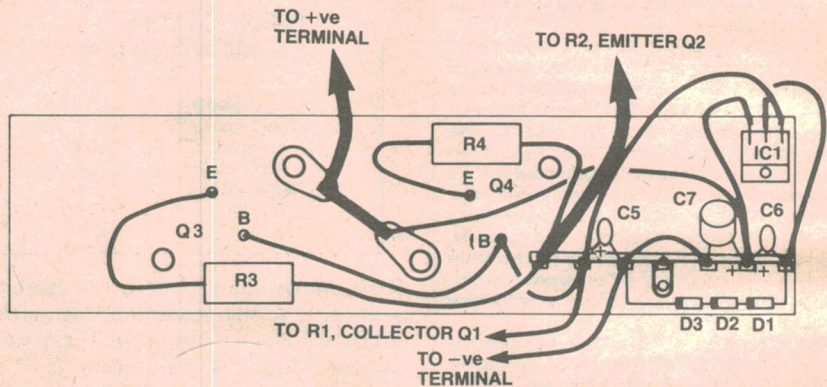 TO +ve
TERMINAL
TO R2, EMITTER Q2
R4
IC1
E
E
Q4
C5
C7
C6
Q3
B
B
+
+
+
R3
D3 D2 D1
TO R1, COLLECTOR Q1
TO −ve
TERMINAL